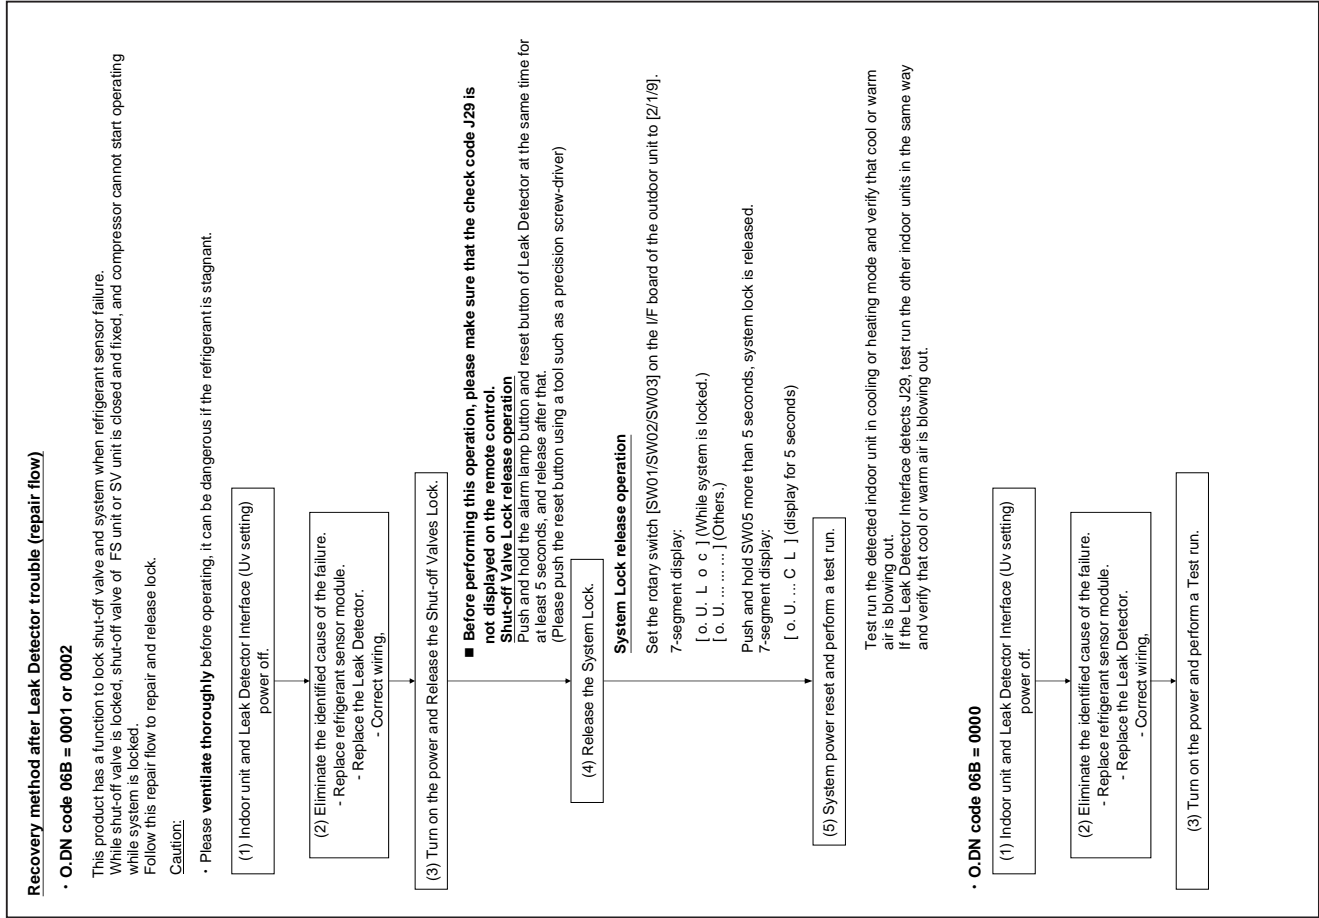 Recovery method after Leak Detector trouble (repair flow)
・O.DN code 06B = 0001 or 0002
This product has a function to lock shut-off valve and system when refrigerant sensor failure.
While shut-off valve is locked, shut-off valve of FS unit or SV unit is closed and fixed, and compressor cannot start operating
while system is locked.
Follow this repair flow to repair and release lock.
Caution:
・Please ventilate thoroughly before operating, it can be dangerous if the refrigerant is stagnant.
(1) Indoor unit and Leak Detector Interface (Uv setting)
power off.
(2) Eliminate the identified cause of the failure.
- Replace refrigerant sensor module.
- Replace the Leak Detector.
- Correct wiring,
(3) Turn on the power and Release the Shut-off Valves Lock.
■ Before performing this operation, please make sure that the check code J29 is
not displayed on the remote control.
Shut-off Valve Lock release operation
Push and hold the alarm lamp button and reset button of Leak Detector at the same time for
at least 5 seconds, and release after that.
(Please push the reset button using a tool such as a precision screw-driver)
(4) Release the System Lock.
System Lock release operation
Set the rotary switch [SW01/SW02/SW03] on the I/F board of the outdoor unit to [2/1/9].
7-segment display:
[ o. U. L o c ] (While system is locked.)
[ o. U. ... ... ... ] (Others.)
Push and hold SW05 more than 5 seconds, system lock is released.
7-segment display:
[ o. U. ... C L ] (display for 5 seconds)
(5) System power reset and perform a test run.
Test run the detected indoor unit in cooling or heating mode and verify that cool or warm
air is blowing out.
If the Leak Detector Interface detects J29, test run the other indoor units in the same way
and verify that cool or warm air is blowing out.
・O.DN code 06B = 0000
(1) Indoor unit and Leak Detector Interface (Uv setting)
power off.
(2) Eliminate the identified cause of the failure.
- Replace refrigerant sensor module.
- Replace the Leak Detector.
- Correct wiring,
(3) Turn on the power and perform a Test run.